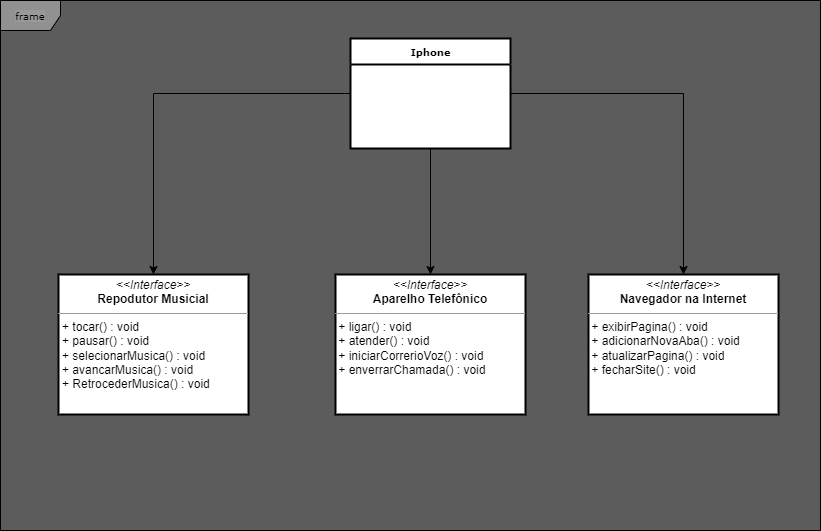 frame
Iphone
<<Interface>>
Repodutor Musicial
+ tocar() : void
+ pausar() : void
+ selecionarMusica() : void
+ avancarMusica() : void
+ RetrocederMusica() : void
<<Interface>>
Aparelho Telefônico
+ ligar() : void
+ atender() : void
+ iniciarCorrerioVoz() : void
+ enverrarChamada() : void
<<Interface>>
Navegador na Internet
+ exibirPagina() : void
+ adicionarNovaAba() : void
+ atualizarPagina() : void
+ fecharSite() : void